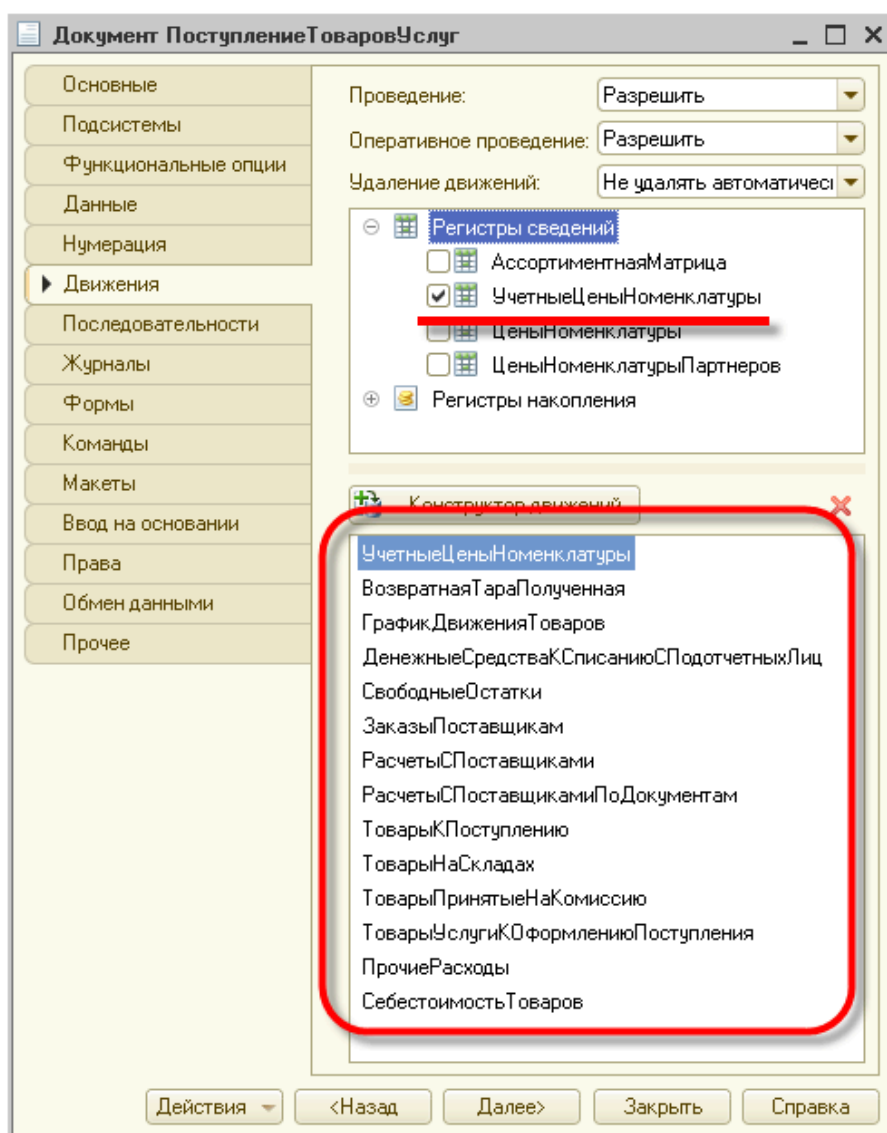 Документ ПоступлениеТоваровУслуг
Основные
Подсистемы
Функциональные опции
Данные
Нумерация
Движения
Последовательности
Журналы
Формы
Команды
Макеты
Ввод на основании
Права
Обмен данными
Прочее
Проведение: Разрешить
Оперативное проведение: Разрешить
Удаление движений: Не удалять автоматичесı
Регистры сведений
АссортиментнаяМатрица
УчетныеЦеныНоменклатуры
ЦеныНоменклатуры
ЦеныНоменклатурыПартнеров
Регистры накопления
Конструктор движений
УчетныеЦеныНоменклатуры
ВозвратнаяТараПолученная
ГрафикДвиженияТоваров
ДенежныеСредстваКСписаниюСПодотчетныхЛиц
СвободныеОстатки
ЗаказыПоставщикам
РасчетыСПоставщиками
РасчетыСПоставщикамиПоДокументам
ТоварыКПоступлению
ТоварыНаСкладах
ТоварыПринятыеНаКомиссию
ТоварыУслугиКОформлениюПоступления
ПрочиеРасходы
СебестоимостьТоваров
Действия <Назад Далее> Закрыть Справка